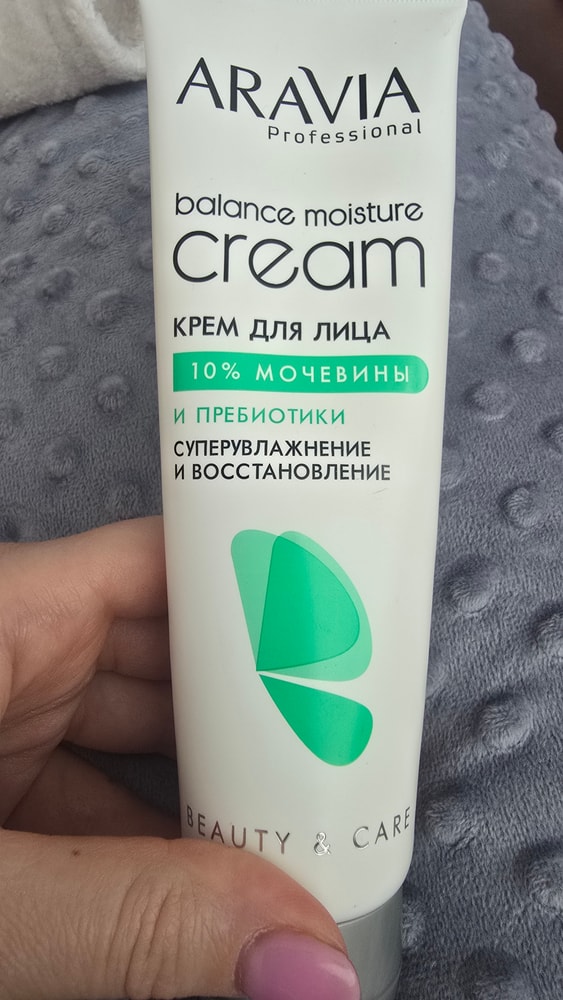 ARAVIA
Professional
balance moisture
cream
КРЕМ ДЛЯ ЛИЦА
10% МОЧЕВИНЫ
И ПРЕБИОТИКИ
СУПЕРУВЛАЖНЕНИЕ
И ВОССТАНОВЛЕНИЕ
BEAUTY & CARE